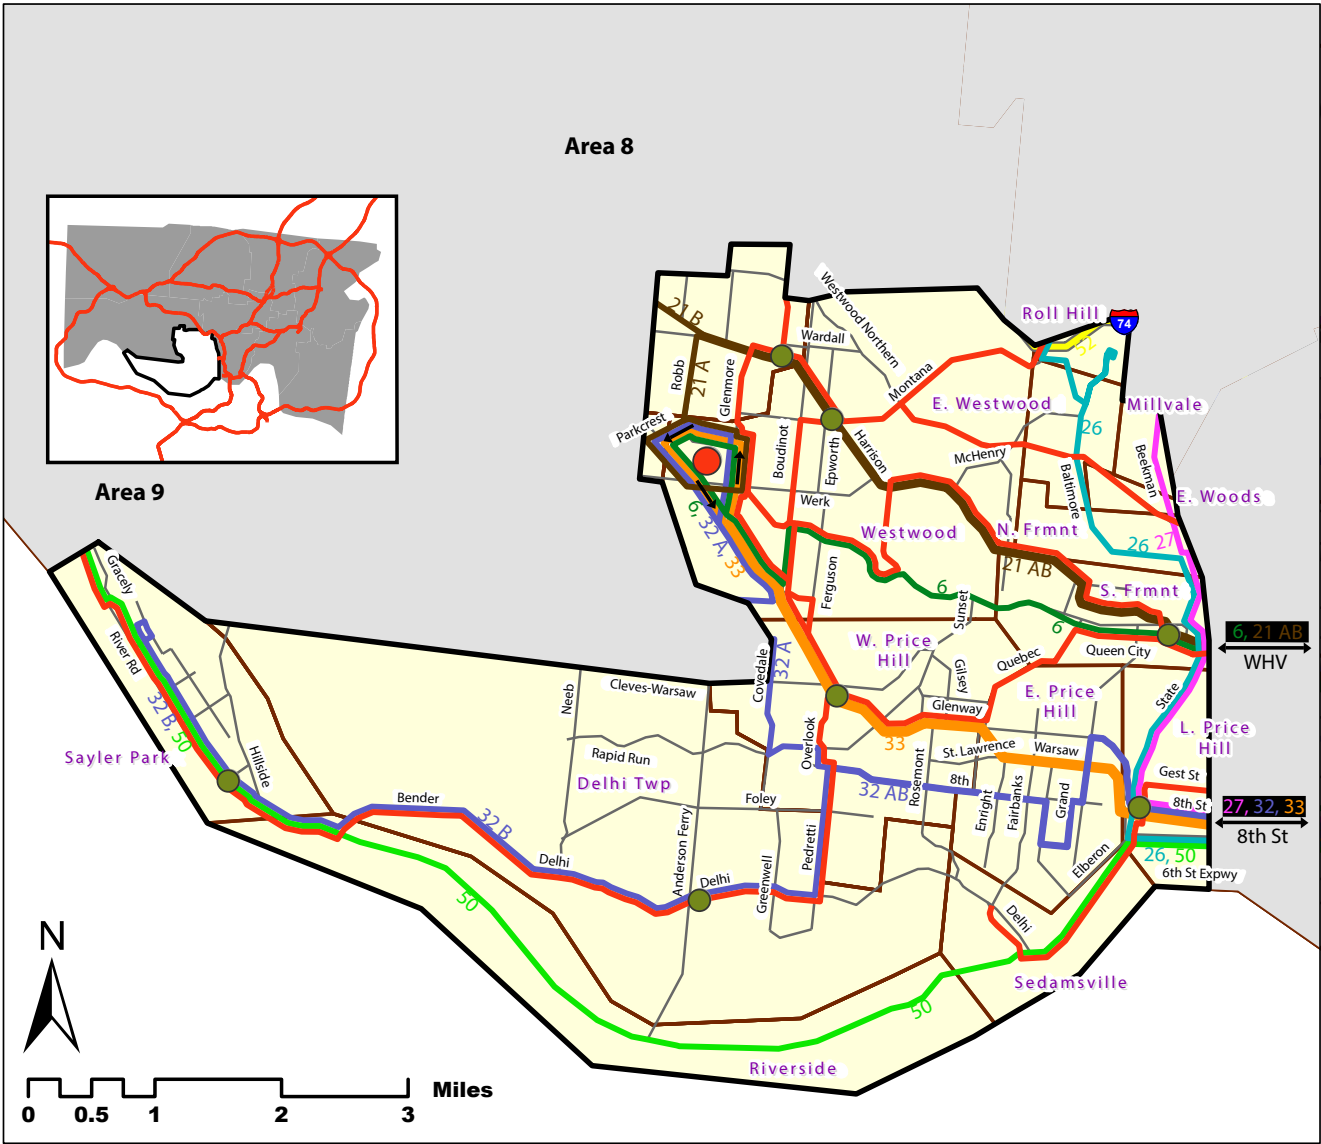 Area 8
Area 9
Roll Hill
74
52
21 B
Westwood Northern
Wardall
Robb
21 A
Glenmore
Montana
E. Westwood
Millvale
26
Parkcrest
Boudinot
Epworth
Harrison
McHenry
Baltimore
Beekman
E. Woods
Werk
6, 32 A, 33
Westwood
N. Frmnt
26
27
21 AB
S. Frmnt
6
Ferguson
Sunset
6
6, 21 AB
WHV
Gracely
River Rd
W. Price
Hill
Queen City
Quebec
Covedale
32 A
Gilsey
Cleves-Warsaw
Neeb
E. Price
Hill
State
Glenway
L. Price
Hill
32 B, 50
Sayler Park
Hillside
Rapid Run
Delhi Twp
Overlook
33
Rosemont
St. Lawrence
Warsaw
8th
Gest St
32 AB
Enright
Fairbanks
Grand
8th St
27, 32, 33
8th St
Bender
32 B
Foley
Anderson Ferry
Pedretti
Greenwell
Delhi
Delhi
Elberon
26, 50
6th St Expwy
50
Delhi
Sedamsville
50
Riverside
N
Miles
0 0.5 1 2 3